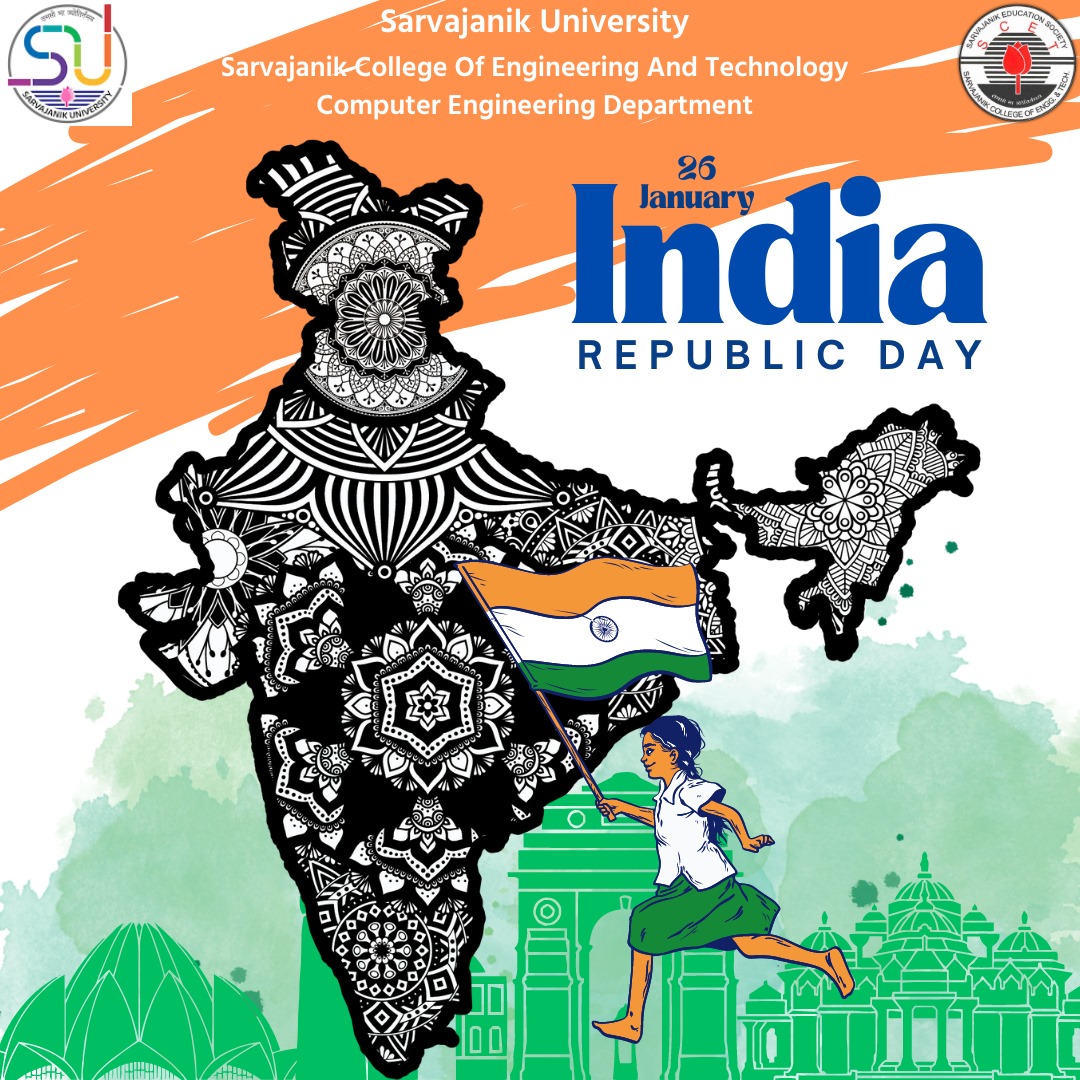 Sarvajanik University
Sarvajanik College Of Engineering And Technology
Computer Engineering Department
SU
SARVAJANIK UNIVERSITY
SARVAJANIK EDUCATION SOCIETY
SCET
SARVAJANIK COLLEGE OF ENGG. & TECH.
26
January
India
REPUBLIC DAY